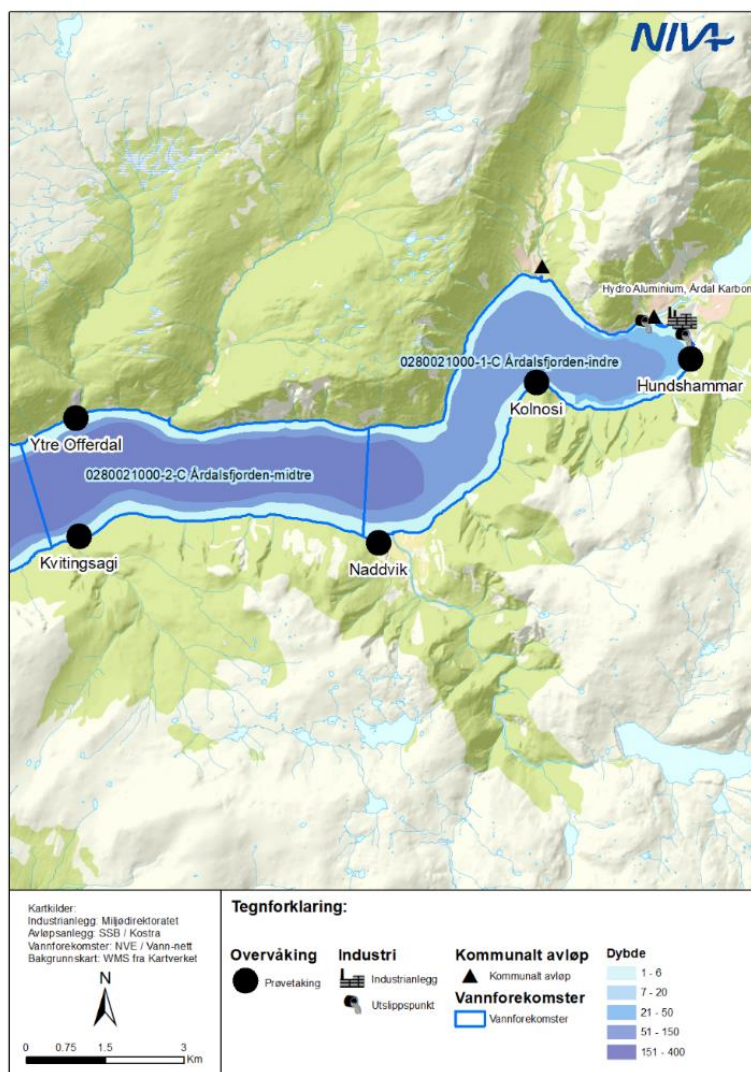 NIVA
Hydro Aluminium, Årdal Karbon
0280021000-1-C Årdalsfjorden-indre
Hundshammar
Kolnosi
Ytre Offerdal
0280021000-2-C Årdalsfjorden-midtre
Kvitingsagi
Naddvik
Kartkilder:
Industrianlegg: Miljødirektoratet
Avløpsanlegg: SSB / Kostra
Vannforekomster: NVE / Vann-nett
Bakgrunnskart: WMS fra Kartverket
N
0 0.75 1.5 3
Km
Tegnforklaring:
Overvåking
Prøvetaking
Industri
Industrianlegg
Utslippspunkt
Kommunalt avløp
Kommunalt avløp
Vannforekomster
Vannforekomster
Dybde
1 - 6
7 - 20
21 - 50
51 - 150
151 - 400